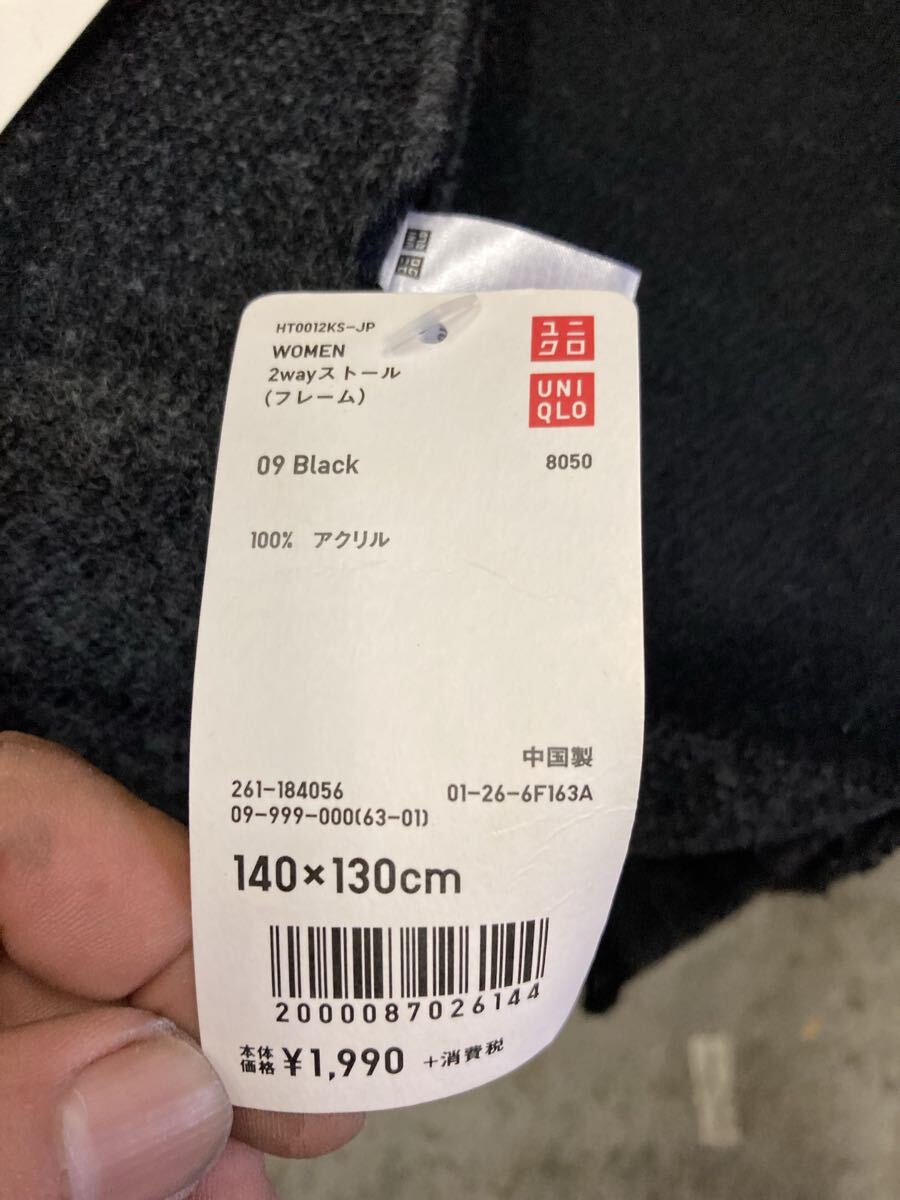 HT0012KS-JP
WOMEN
2wayストール
(フレーム)
ユニ
クロ
UNI
QLO
09 Black
8050
100% アクリル
中国製
261-184056
01-26-6F163A
09-999-000(63-01)
140×130cm
2000087026144
本体
価格 ¥1,990 +消費税